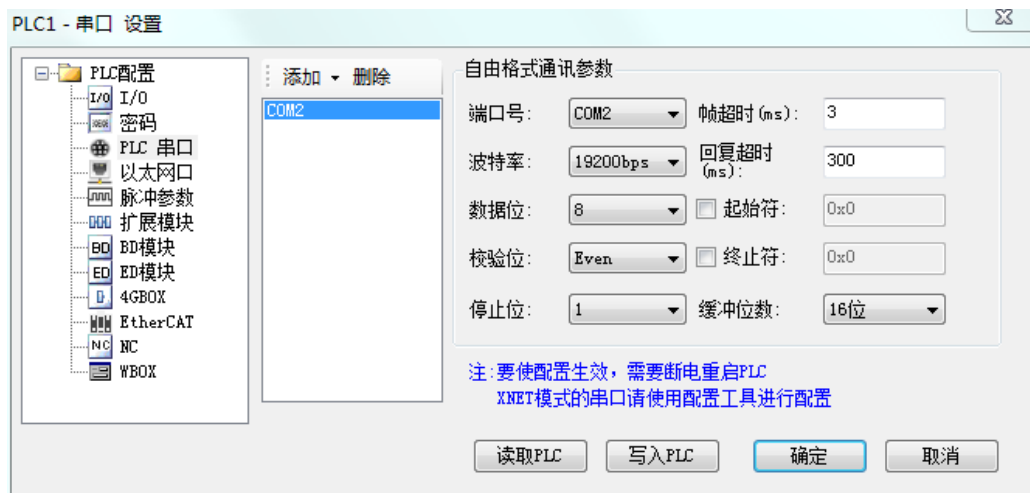 PLC1 - 串口 设置
PLC配置
I/O I/O
密码
PLC 串口
以太网口
脉冲参数
扩展模块
BD BD模块
ED ED模块
4GBOX
EtherCAT
NC NC
WBOX
添加 删除
COM2
自由格式通讯参数
端口号: COM2 帧超时(ms): 3
波特率: 19200bps 回复超时(ms): 300
数据位: 8 起始符: 0x0
校验位: Even 终止符: 0x0
停止位: 1 缓冲位数: 16位
注:要使配置生效，需要断电重启PLC
XNET模式的串口请使用配置工具进行配置
读取PLC 写入PLC 确定 取消